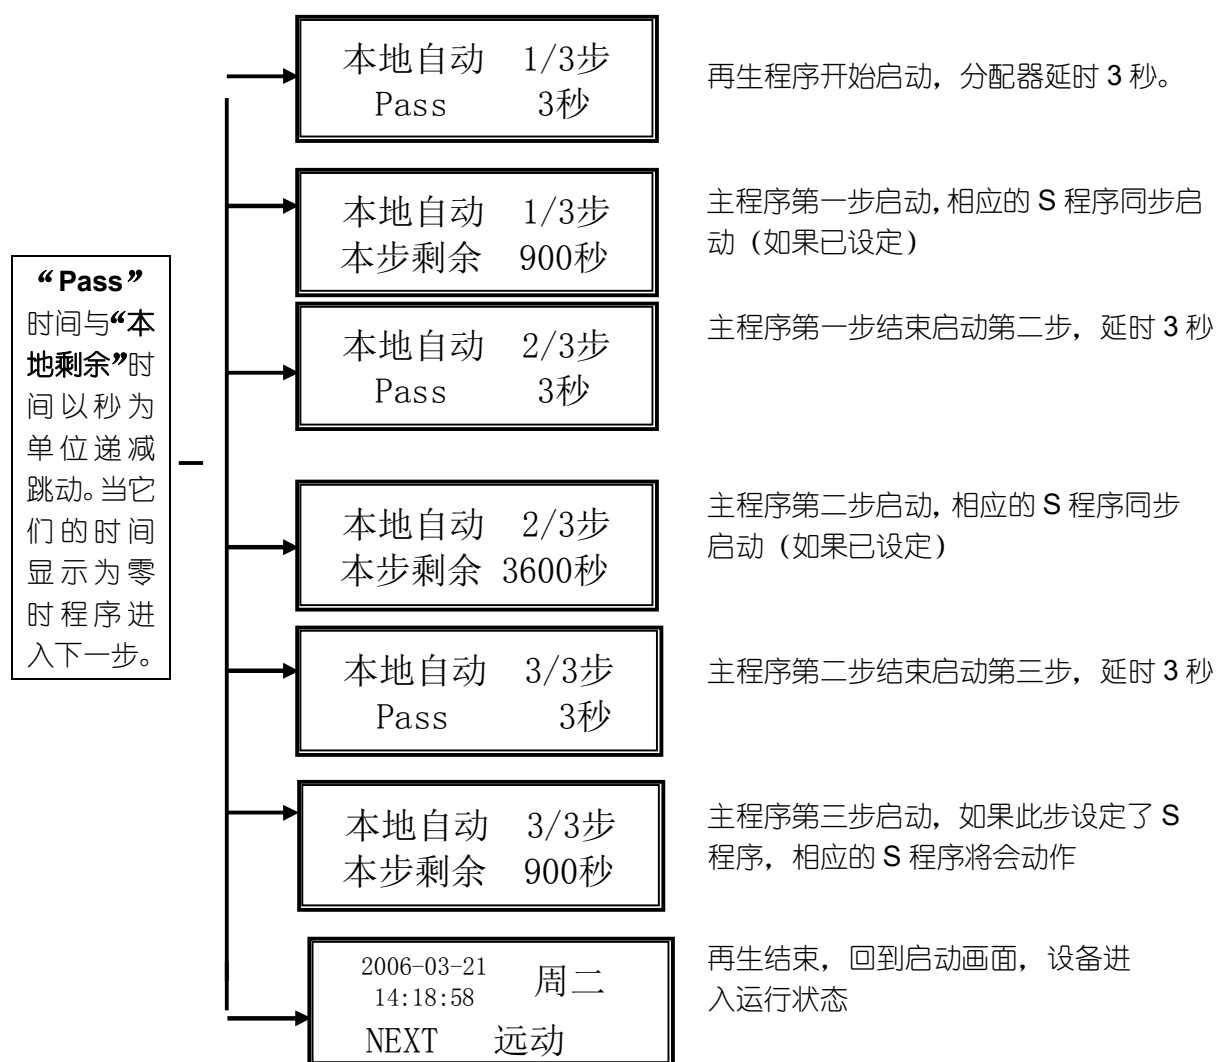 本地自动 1/3步
Pass 3秒
再生程序开始启动，分配器延时 3 秒。
本地自动 1/3步
本步剩余 900秒
主程序第一步启动,相应的 S 程序同步启
动（如果已设定）
“Pass”
时间与“本
地剩余”时
间以秒为
单位递减
跳动。当它
们的时间
显示为零
时程序进
入下一步。
本地自动 2/3步
Pass 3秒
主程序第一步结束启动第二步，延时 3 秒
本地自动 2/3步
本步剩余 3600秒
主程序第二步启动,相应的 S 程序同步
启动（如果已设定）
本地自动 3/3步
Pass 3秒
主程序第二步结束启动第三步，延时 3 秒
本地自动 3/3步
本步剩余 900秒
主程序第三步启动，如果此步设定了 S
程序，相应的 S 程序将会动作
2006-03-21
14:18:58
周二
NEXT 远动
再生结束，回到启动画面，设备进
入运行状态